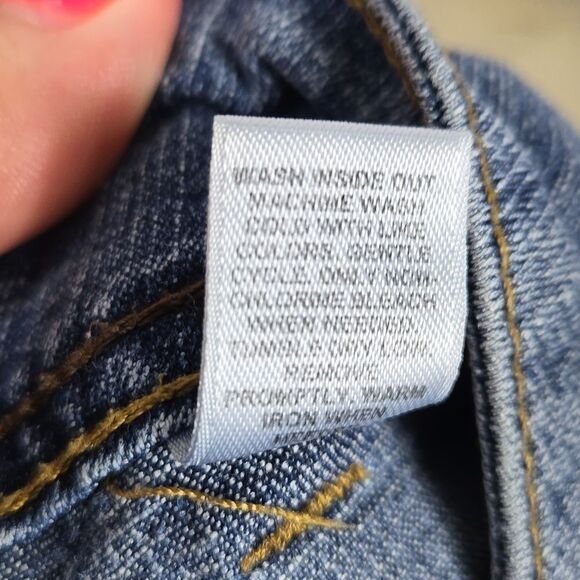 WASH INSIDE OUT
MACHINE WASH
COLD WITH LIKE
COLORS, GENTLE
CYCLE, ONLY NON-
CHLORINE BLEACH
WHEN NEEDED,
TUMBLE DRY LOW,
REMOVE
PROMPTLY, WARM
IRON WHEN